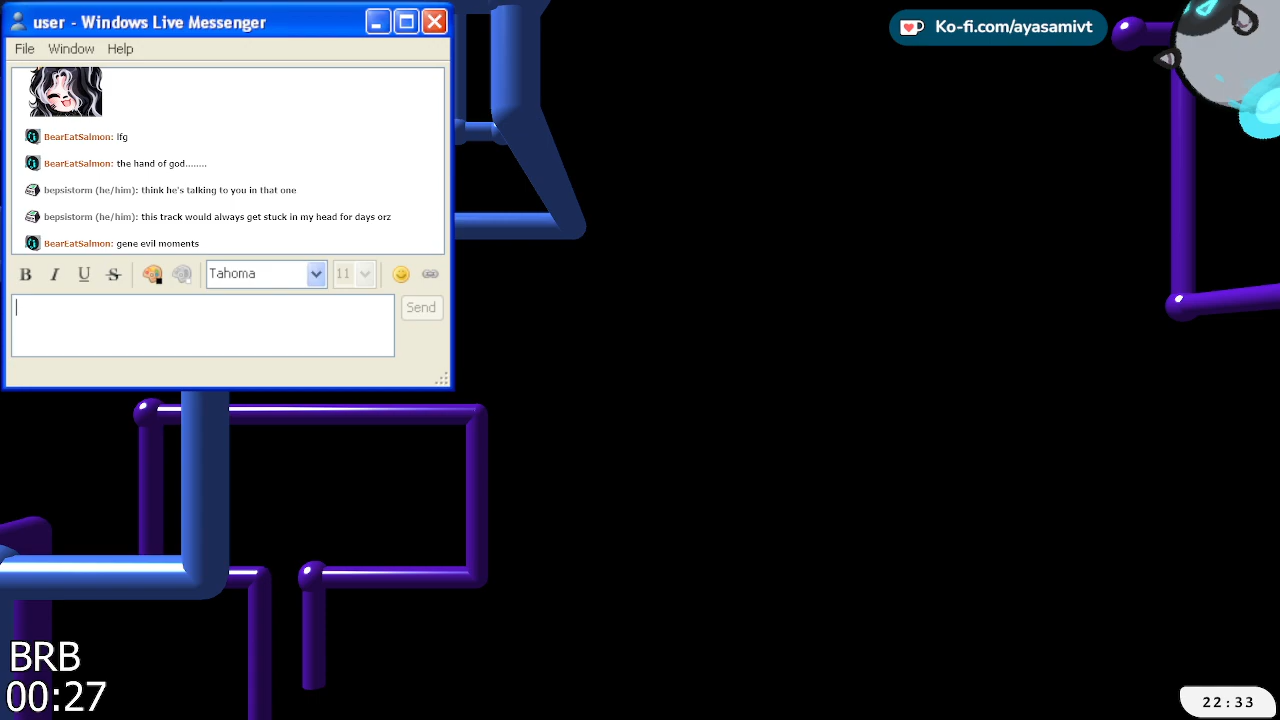 user - Windows Live Messenger
Ko-fi.com/ayasamivt
File Window Help
BearEatSalmon: lfg
BearEatSalmon: the hand of god........
bepsistorm (he/him): think he's talking to you in that one
bepsistorm (he/him): this track would always get stuck in my head for days orz
BearEatSalmon: gene evil moments
B I U S Tahoma 11
Send
BRB
00:27
22:33